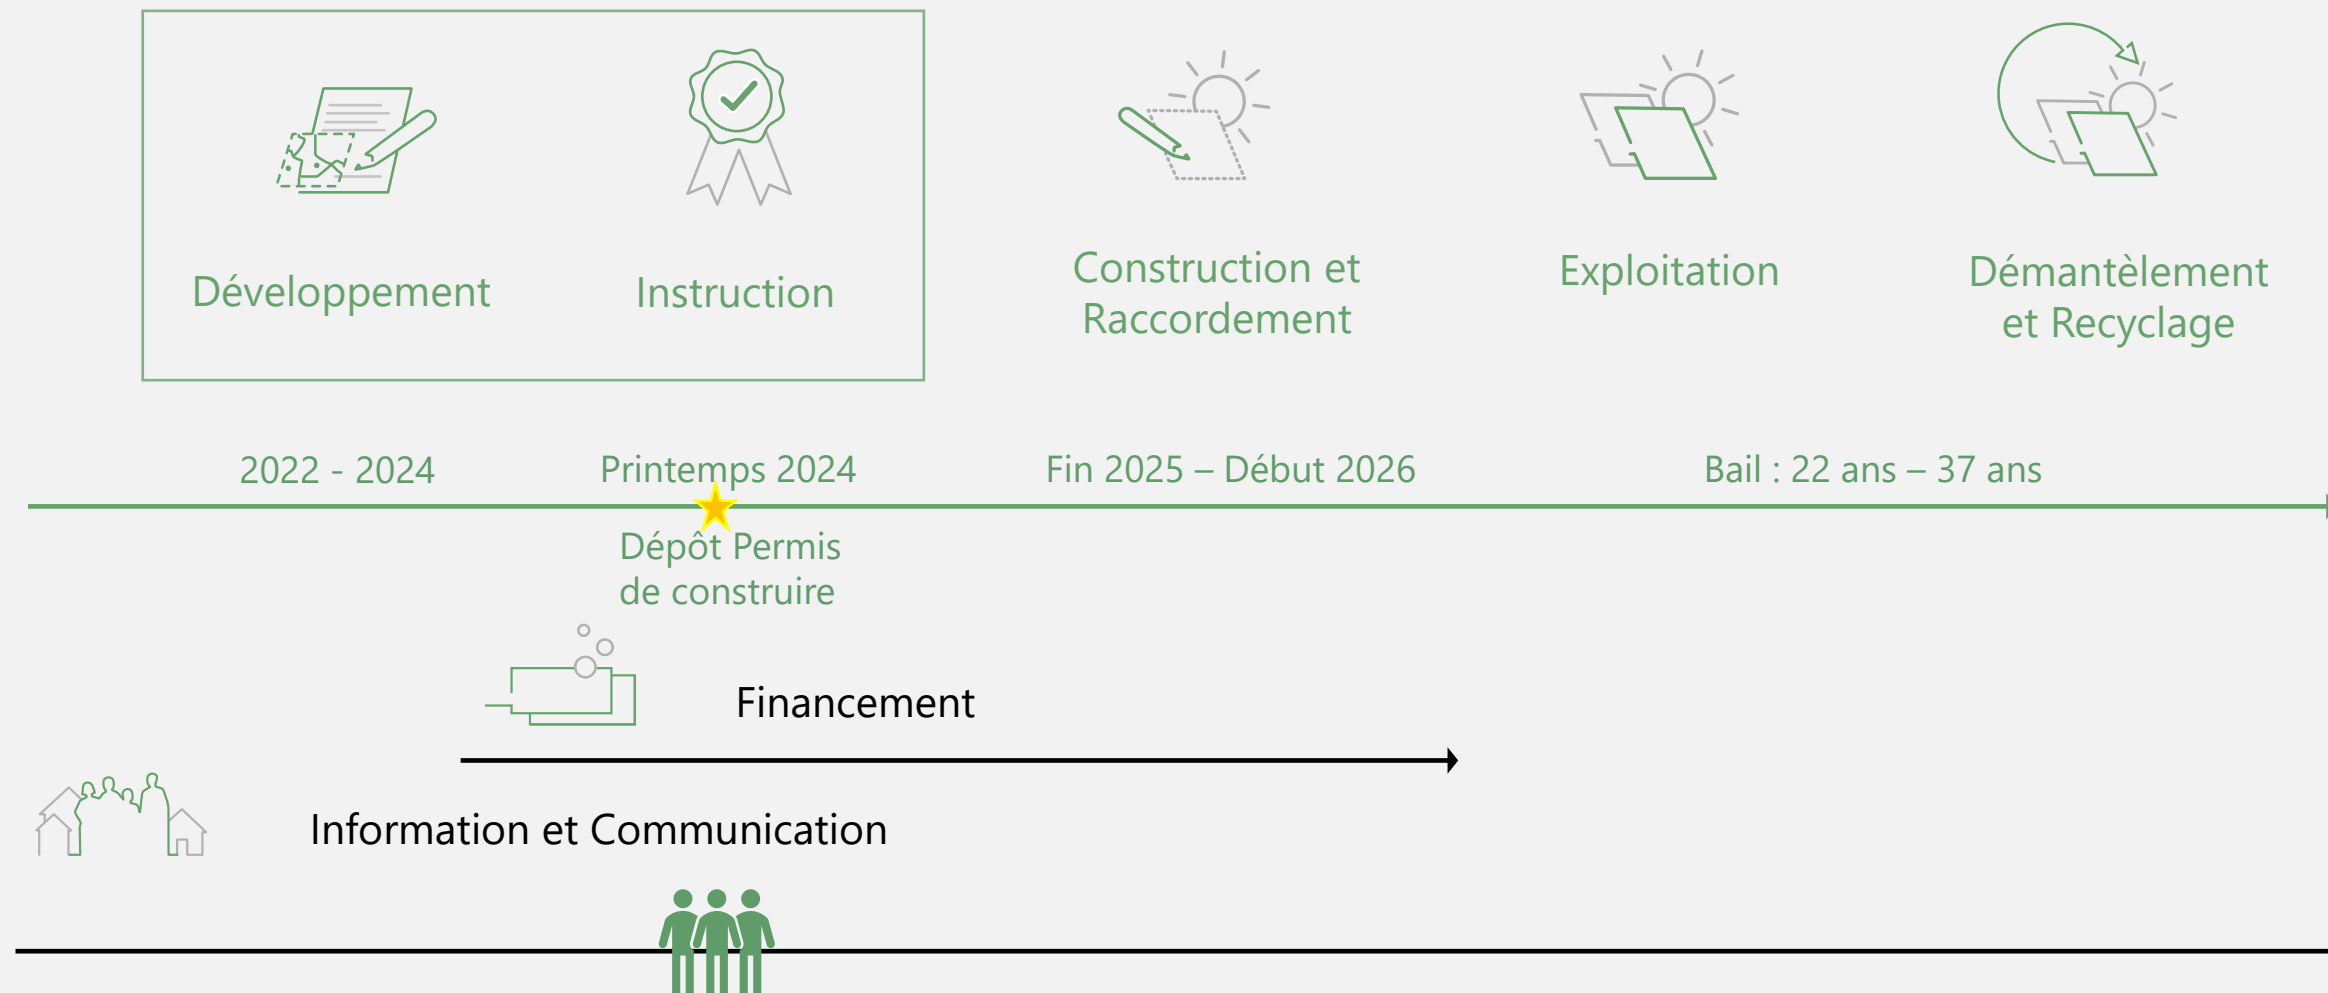 Développement
Instruction
Construction et
Raccordement
Exploitation
Démantèlement
et Recyclage
2022 - 2024
Printemps 2024
Fin 2025 – Début 2026
Bail : 22 ans – 37 ans
Dépôt Permis
de construire
Financement
Information et Communication